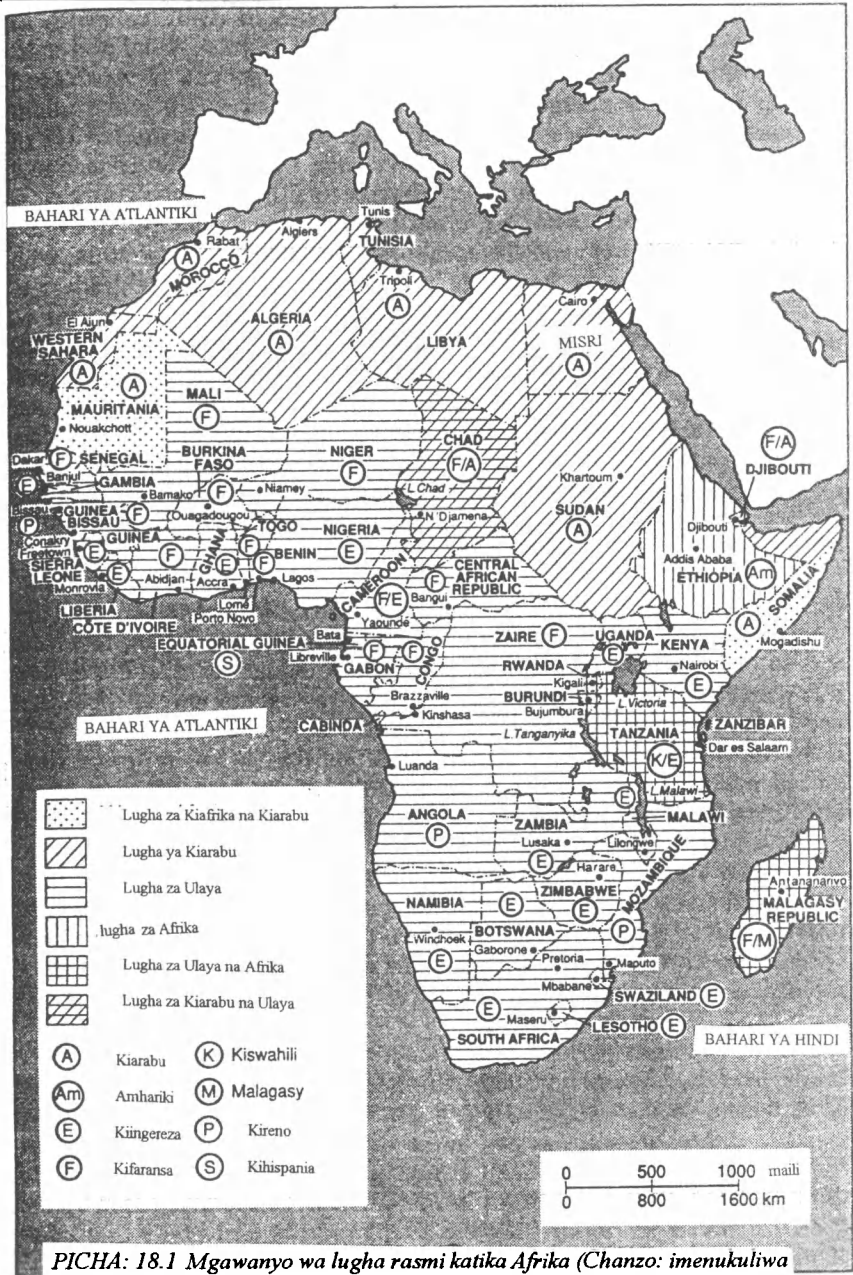 BAHARI YA ATLANTIKI
Tunis
Algiers
TUNISIA
Rabat
A
MOROCCO
Tripoli
A
Cairo
El Aiun
ALGERIA
A
LIBYA
MISRI
A
WESTERN
SAHARA
A
A
MAURITANIA
Nouakchott
MALI
F
F/A
DJIBOUTI
Dakar
F
SENEGAL
BURKINA
FASO
NIGER
F
CHAD
F/A
Khartoum
E
Banjul
GAMBIA
Bamako
F
Niamey
L.Chad
Djibouti
Bissau
P
GUINEA
BISSAU
F
Ouagadougou
N'Djamena
SUDAN
A
Addis Ababa
ETHIOPIA
Am
Conakry
GUINEA
TOGO
NIGERIA
E
Freetown
E
SIERRA
LEONE
F
GHANA
E
F
F
BENIN
CENTRAL
AFRICAN
REPUBLIC
SOMALIA
A
E
Monrovia
Abidjan
Accra
Lagos
CAMEROON
F/E
F
Bangui
LIBERIA
Lomé
Yaoundé
Mogadishu
CÔTE D'IVOIRE
Porto Novo
Bata
ZAIRE
F
UGANDA
E
KENYA
EQUATORIAL GUINEA
S
Libreville
F
GABON
F
CONGO
RWANDA
Kigali
Nairobi
E
BURUNDI
L.Victoria
Brazzaville
Bujumbura
BAHARI YA ATLANTIKI
CABINDA
Kinshasa
L.Tanganyika
TANZANIA
K/E
ZANZIBAR
Dar es Salaam
Luanda
L.Malawi
E
ANGOLA
P
ZAMBIA
MALAWI
Lusaka
Lilongwe
E
Harare
MOZAMBIQUE
Antananarivo
MALAGASY
REPUBLIC
NAMIBIA
E
ZIMBABWE
E
F/M
BOTSWANA
P
Windhoek
E
Gaborone
Pretoria
Maputo
Mbabane
SWAZILAND E
E
Maseru
LESOTHO E
SOUTH AFRICA
BAHARI YA HINDI
Lugha za Kiafrika na Kiarabu
Lugha ya Kiarabu
Lugha za Ulaya
lugha za Afrika
Lugha za Ulaya na Afrika
Lugha za Kiarabu na Ulaya
A Kiarabu K Kiswahili
Am Amhariki M Malagasy
E Kiingereza P Kireno
F Kifaransa S Kihispania
0 500 1000 maili
0 800 1600 km
PICHA: 18.1 Mgawanyo wa lugha rasmi katika Afrika (Chanzo: imenukuliwa